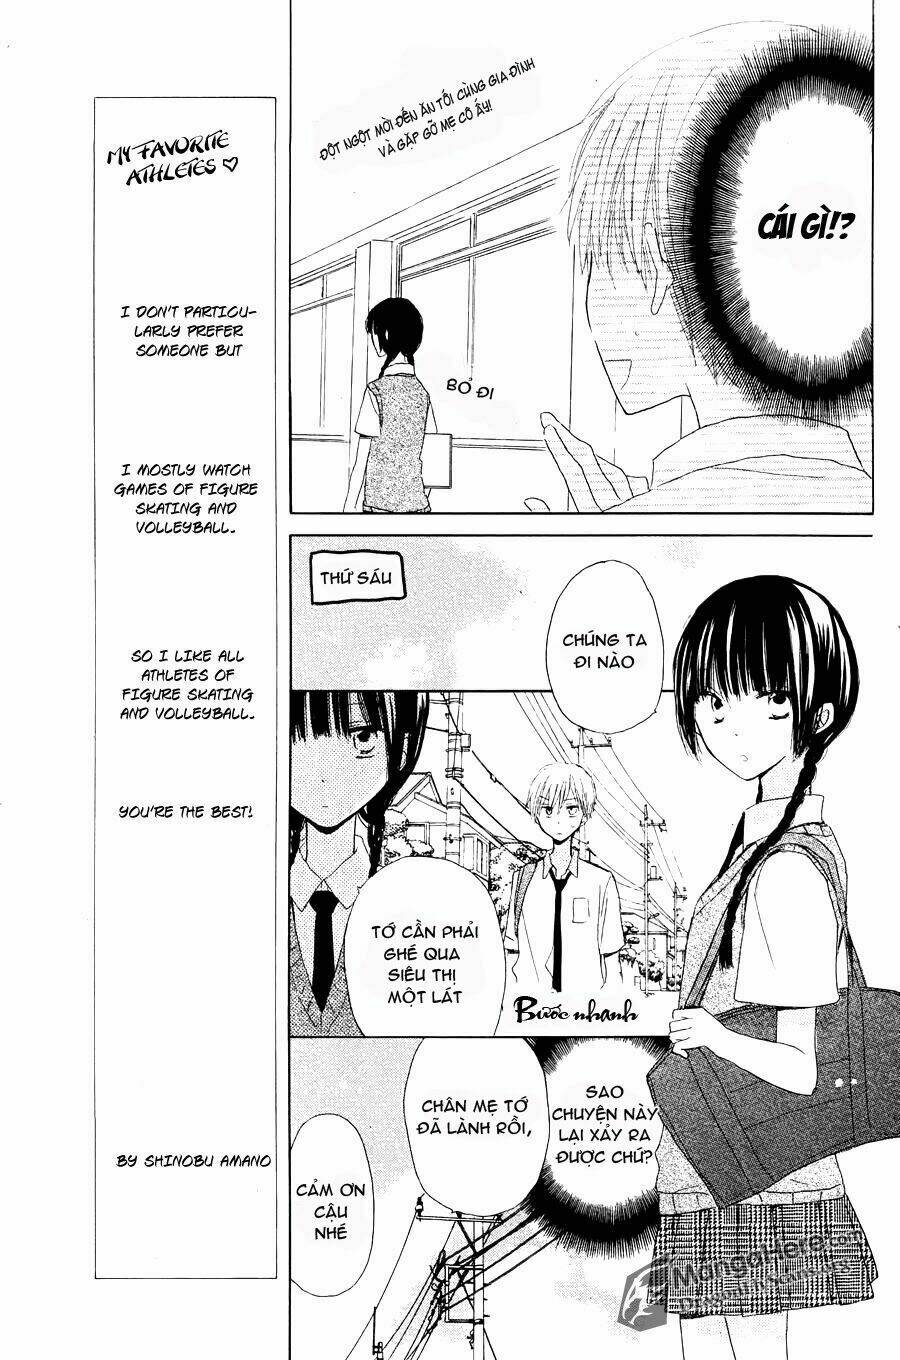 MY FAVORITE
ATHLETES ♡
I DON'T PARTICU-
LARLY PREFER
SOMEONE BUT
I MOSTLY WATCH
GAMES OF FIGURE
SKATING AND
VOLLEYBALL.
SO I LIKE ALL
ATHLETES OF
FIGURE SKATING
AND VOLLEYBALL.
YOU'RE THE BEST!
BY SHINOBU AMANO
ĐỘT NGỘT MỜI ĐẾN ĂN TỐI CÙNG GIA ĐÌNH
VÀ GẶP GỠ MẸ CÔ ẤY!
CÁI GÌ!?
BỎ ĐI
THỨ SÁU
CHÚNG TA
ĐI NÀO
TỚ CẦN PHẢI
GHÉ QUA
SIÊU THỊ
MỘT LÁT
Bước nhanh
SAO
CHUYỆN NÀY
LẠI XẢY RA
ĐƯỢC CHỨ?
CHÂN MẸ TỚ
ĐÃ LÀNH RỒI,
CẢM ƠN
CẬU
NHÉ
MangaHere.com